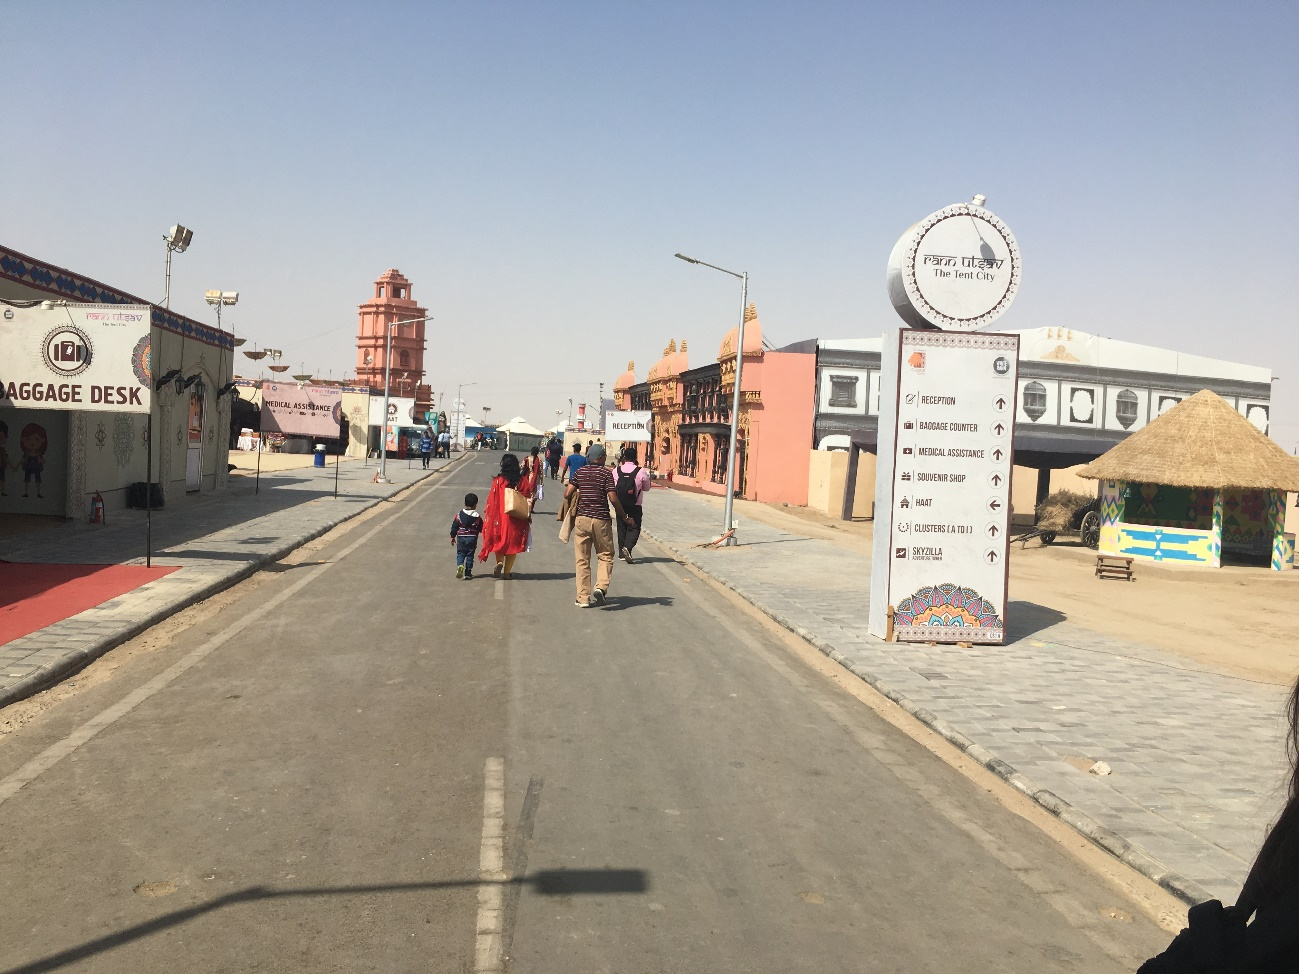 rann utsav
The Tent City
BAGGAGE DESK
MEDICAL ASSISTANCE
RECEPTION
rann utsav
The Tent City
RECEPTION
BAGGAGE COUNTER
MEDICAL ASSISTANCE
SOUVENIR SHOP
HAAT
CLUSTERS [ A TO I ]
SKYZILLA